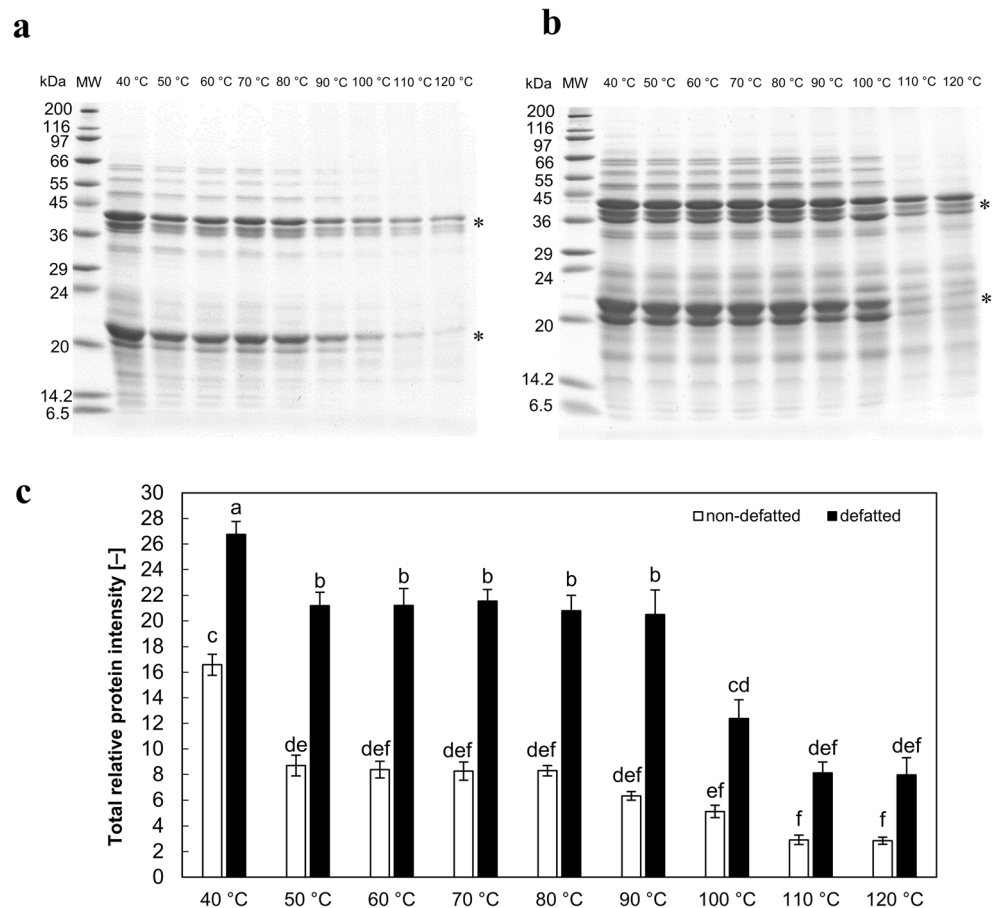 a
b
kDa MW 40 °C 50 °C 60 °C 70 °C 80 °C 90 °C 100 °C 110 °C 120 °C
200
116
97
66
55
45
36
29
24
20
14.2
6.5
*
*
kDa MW 40 °C 50 °C 60 °C 70 °C 80 °C 90 °C 100 °C 110 °C 120 °C
200
116
97
66
55
45
36
29
24
20
14.2
6.5
*
*
c
Total relative protein intensity [–]
30
28
26
24
22
20
18
16
14
12
10
8
6
4
2
0
non-defatted defatted
c a
de b
def b
def b
def b
def b
ef cd
f def
f def
40 °C 50 °C 60 °C 70 °C 80 °C 90 °C 100 °C 110 °C 120 °C